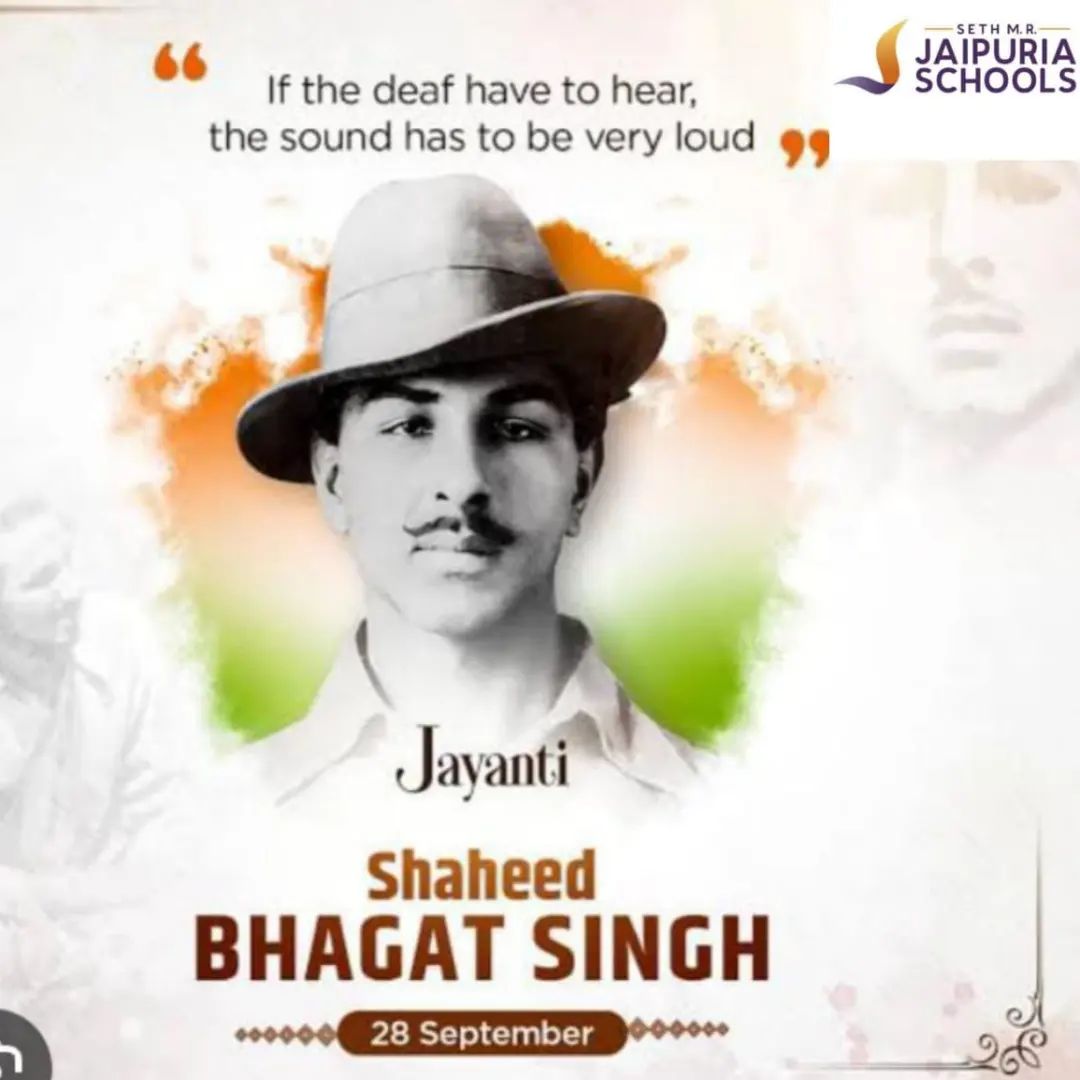 SETH M.R.
JAIPURIA
SCHOOLS
“ If the deaf have to hear,
the sound has to be very loud ”
Jayanti
Shaheed
BHAGAT SINGH
28 September